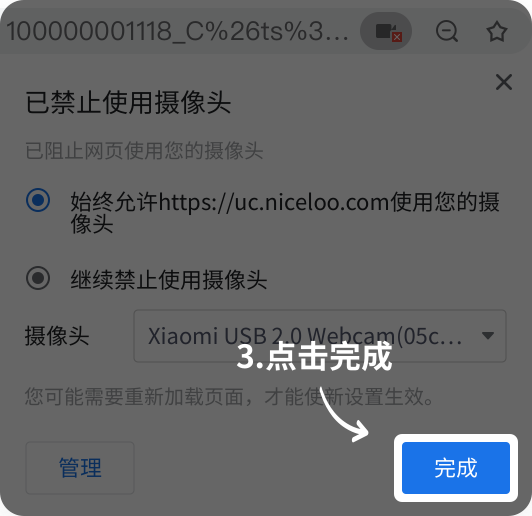 100000001118_C%26ts%3...
已禁止使用摄像头
已阻止网页使用您的摄像头
始终允许https://uc.niceloo.com使用您的摄
像头
继续禁止使用摄像头
摄像头
Xiaomi USB 2.0 Webcam(05c...
3.点击完成
您可能需要重新加载页面，才能使新设置生效。
管理
完成